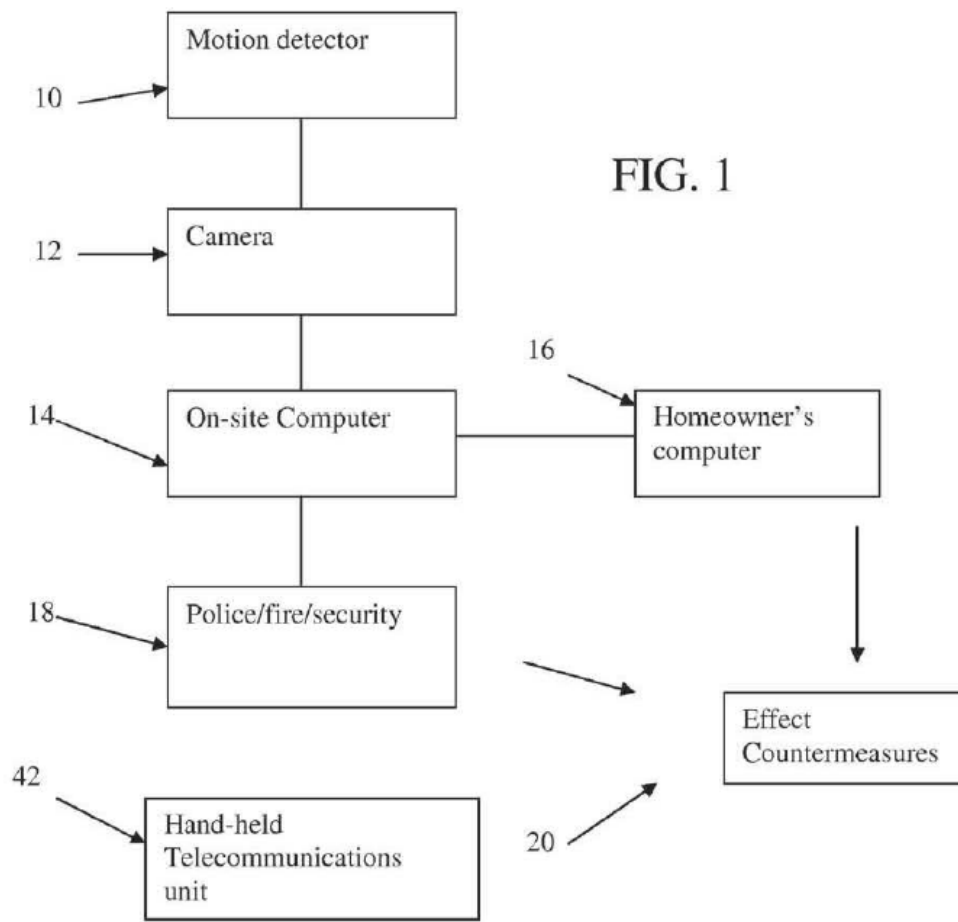 Motion detector
10
FIG. 1
12
Camera
16
14
On-site Computer
Homeowner's
computer
18
Police/fire/security
Effect
Countermeasures
42
Hand-held
Telecommunications
unit
20